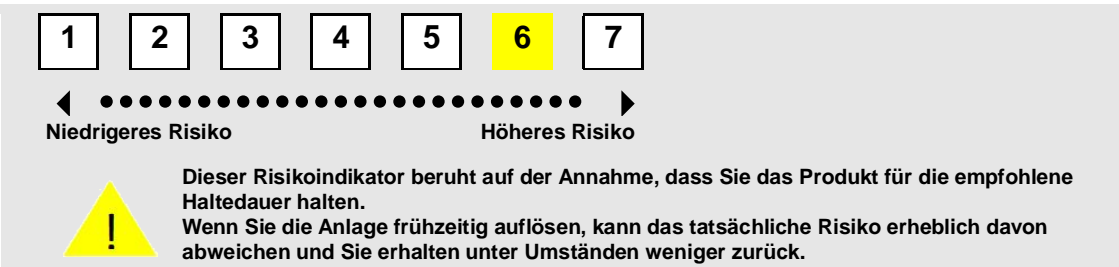 1 2 3 4 5 6 7
Niedrigeres Risiko Höheres Risiko
Dieser Risikoindikator beruht auf der Annahme, dass Sie das Produkt für die empfohlene
Haltedauer halten.
Wenn Sie die Anlage frühzeitig auflösen, kann das tatsächliche Risiko erheblich davon
abweichen und Sie erhalten unter Umständen weniger zurück.
!